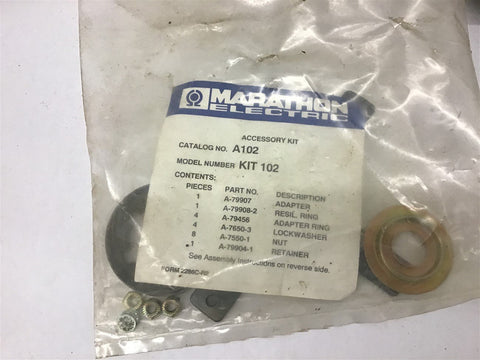 MARATHON
ELECTRIC
ACCESSORY KIT
CATALOG NO. A102
MODEL NUMBER KIT 102
CONTENTS:
PIECES PART NO. DESCRIPTION
1 A-79907 ADAPTER
1 A-79908-2 RESIL RING
4 A-79456 ADAPTER RING
4 A-7650-3 LOCKWASHER
8 A-7550-1 NUT
1 A-79904-1 RETAINER
See Assembly Instructions on reverse side.
FORM